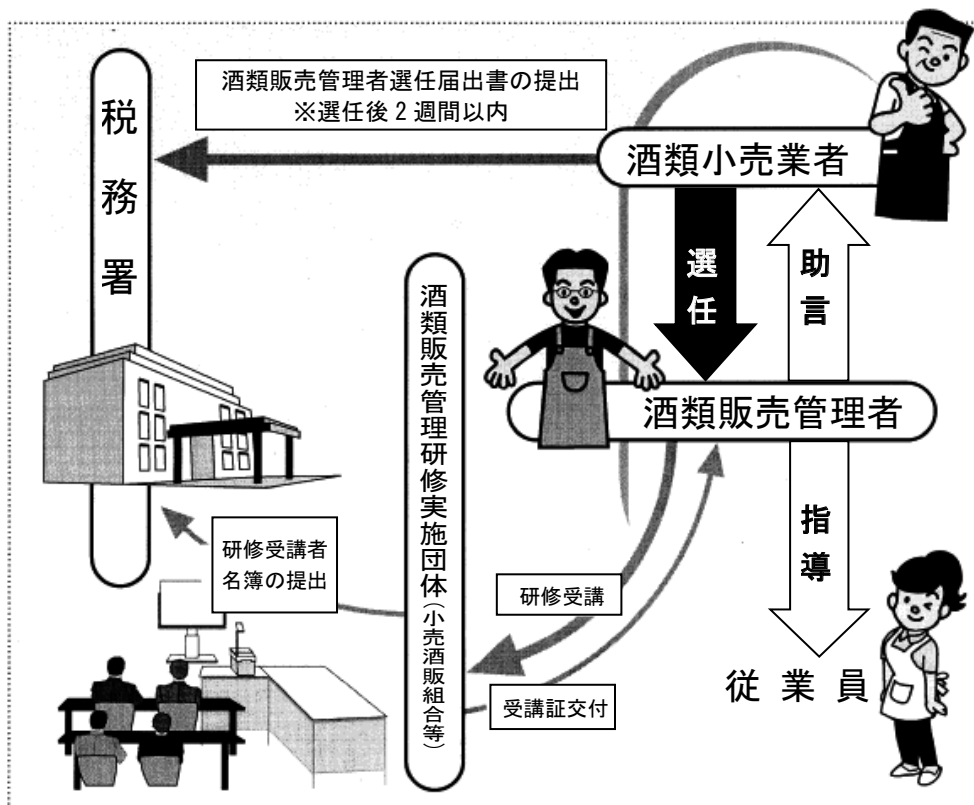 酒類販売管理者選任届出書の提出
※選任後2週間以内
税務署
酒類小売業者
選任
助言
酒類販売管理者
酒類販売管理研修実施団体(小売酒販組合等)
指導
研修受講者
名簿の提出
研修受講
受講証交付
従業員